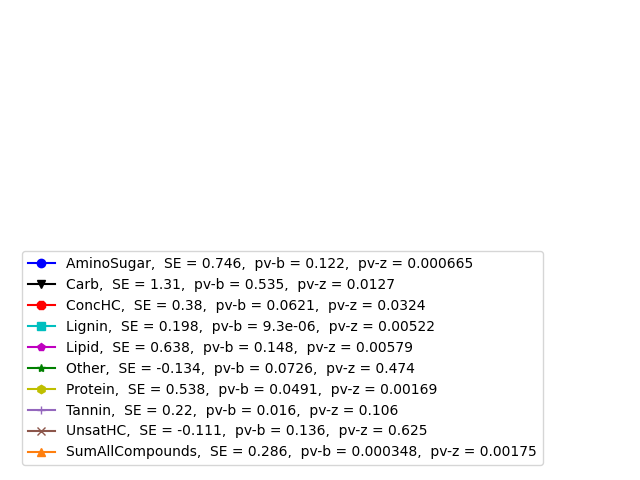 AminoSugar,  SE = 0.746,  pv-b = 0.122,  pv-z = 0.000665
Carb,  SE = 1.31,  pv-b = 0.535,  pv-z = 0.0127
ConcHC,  SE = 0.38,  pv-b = 0.0621,  pv-z = 0.0324
Lignin,  SE = 0.198,  pv-b = 9.3e-06,  pv-z = 0.00522
Lipid,  SE = 0.638,  pv-b = 0.148,  pv-z = 0.00579
Other,  SE = -0.134,  pv-b = 0.0726,  pv-z = 0.474
Protein,  SE = 0.538,  pv-b = 0.0491,  pv-z = 0.00169
Tannin,  SE = 0.22,  pv-b = 0.016,  pv-z = 0.106
UnsatHC,  SE = -0.111,  pv-b = 0.136,  pv-z = 0.625
SumAllCompounds,  SE = 0.286,  pv-b = 0.000348,  pv-z = 0.00175